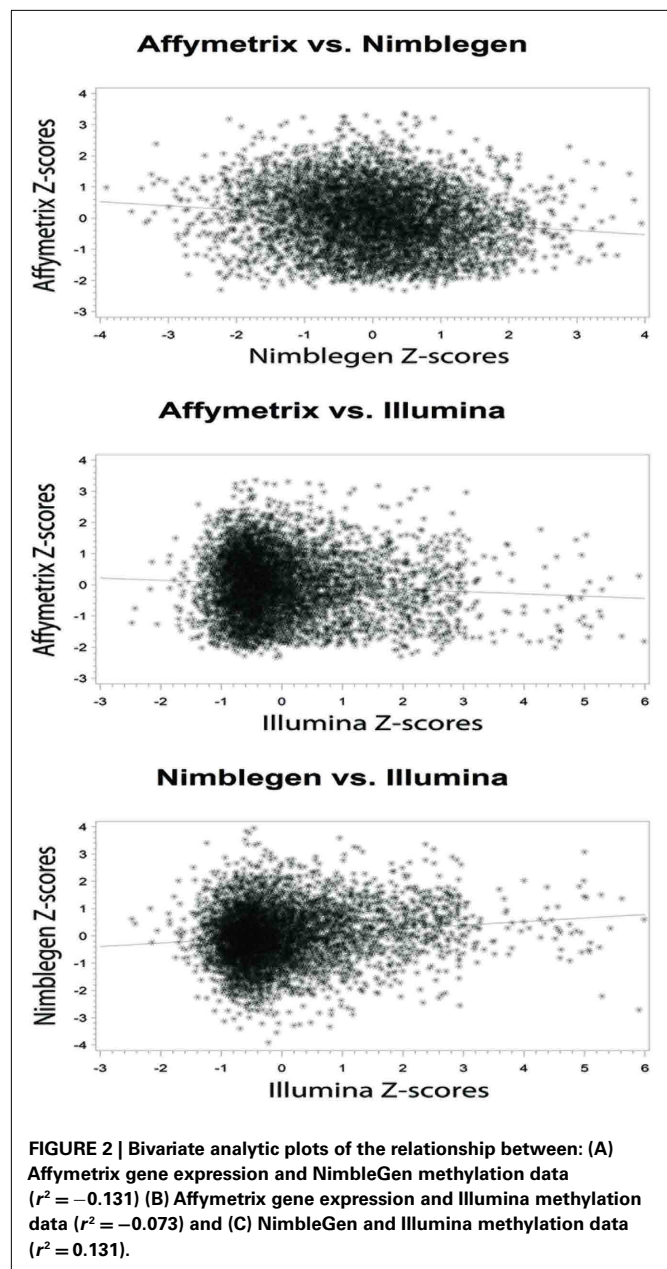 Affymetrix vs. Nimblegen
4
3
2
1
0
-1
-2
-3
Affymetrix Z-scores
-4 -3 -2 -1 0 1 2 3 4
Nimblegen Z-scores
Affymetrix vs. Illumina
4
3
2
1
0
-1
-2
-3
Affymetrix Z-scores
-3 -2 -1 0 1 2 3 4 5 6
Illumina Z-scores
Nimblegen vs. Illumina
4
3
2
1
0
-1
-2
-3
-4
Nimblegen Z-scores
-3 -2 -1 0 1 2 3 4 5 6
Illumina Z-scores
FIGURE 2 | Bivariate analytic plots of the relationship between: (A)
Affymetrix gene expression and NimbleGen methylation data
(r² = −0.131) (B) Affymetrix gene expression and Illumina methylation
data (r² = −0.073) and (C) NimbleGen and Illumina methylation data
(r² = 0.131).